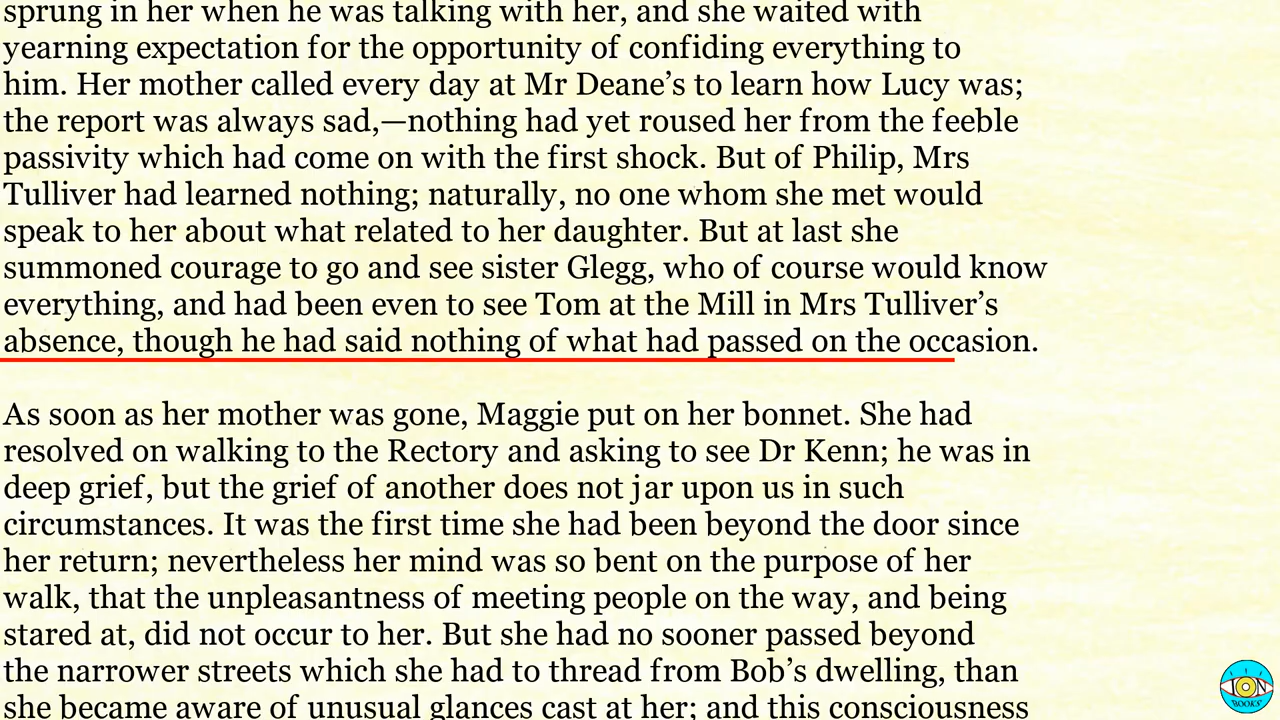 sprung in her when he was talking with her, and she waited with
yearning expectation for the opportunity of confiding everything to
him. Her mother called every day at Mr Deane’s to learn how Lucy was;
the report was always sad,—nothing had yet roused her from the feeble
passivity which had come on with the first shock. But of Philip, Mrs
Tulliver had learned nothing; naturally, no one whom she met would
speak to her about what related to her daughter. But at last she
summoned courage to go and see sister Glegg, who of course would know
everything, and had been even to see Tom at the Mill in Mrs Tulliver’s
absence, though he had said nothing of what had passed on the occasion.
As soon as her mother was gone, Maggie put on her bonnet. She had
resolved on walking to the Rectory and asking to see Dr Kenn; he was in
deep grief, but the grief of another does not jar upon us in such
circumstances. It was the first time she had been beyond the door since
her return; nevertheless her mind was so bent on the purpose of her
walk, that the unpleasantness of meeting people on the way, and being
stared at, did not occur to her. But she had no sooner passed beyond
the narrower streets which she had to thread from Bob’s dwelling, than
she became aware of unusual glances cast at her; and this consciousness
ION
BOOKS